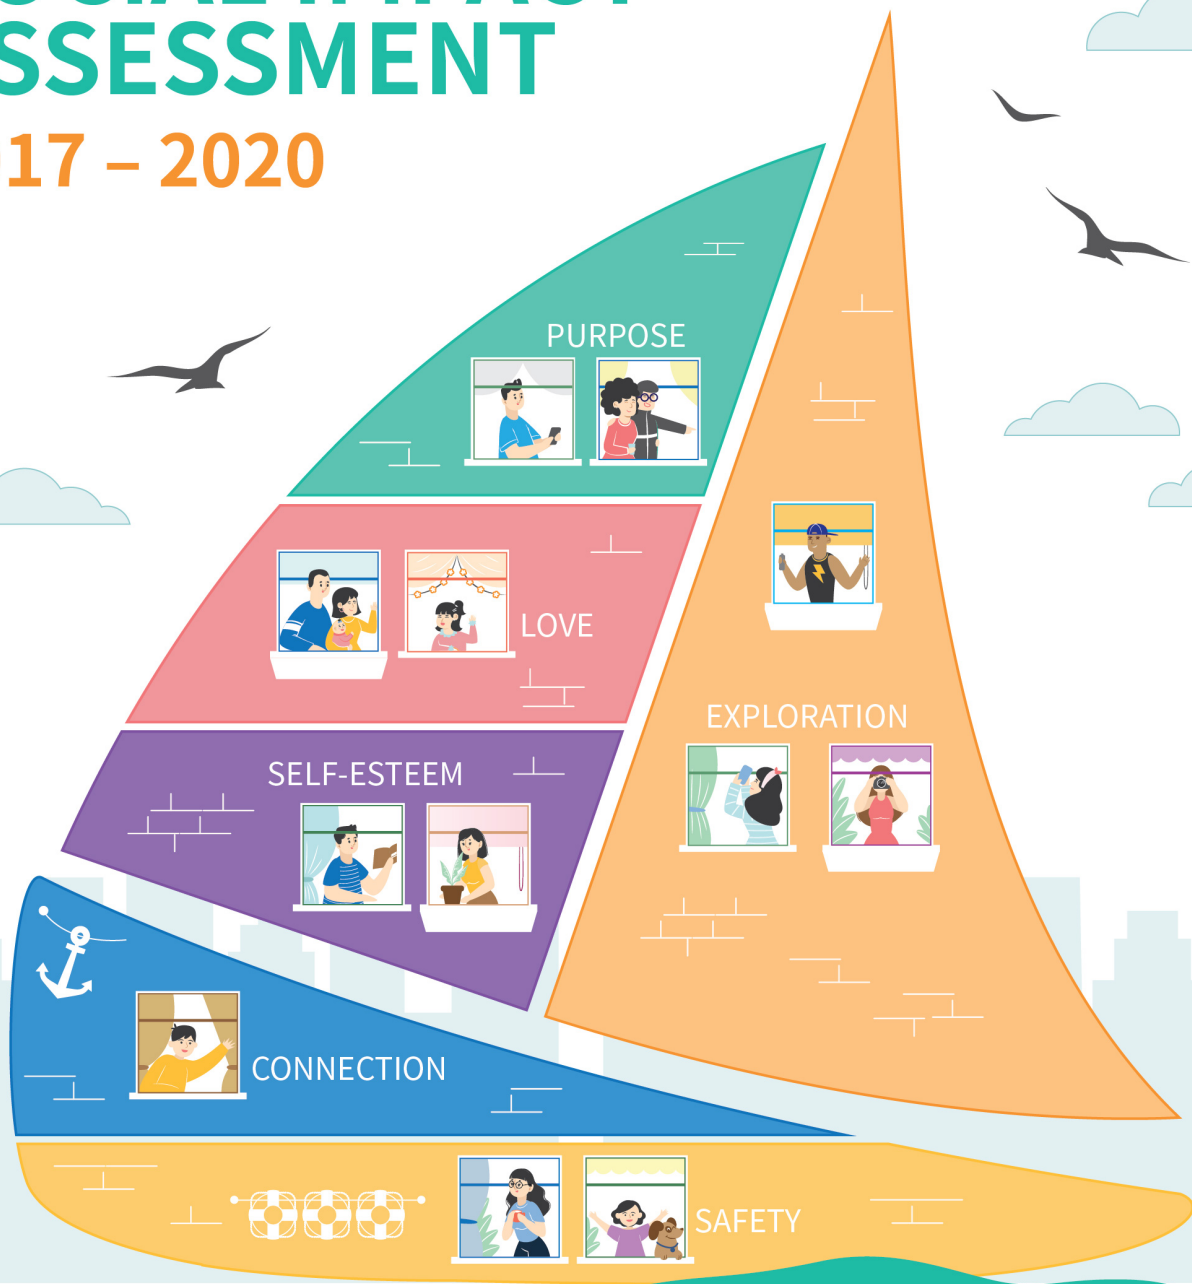 SSESSMENT
17 – 2020
PURPOSE
LOVE
EXPLORATION
SELF-ESTEEM
CONNECTION
SAFETY